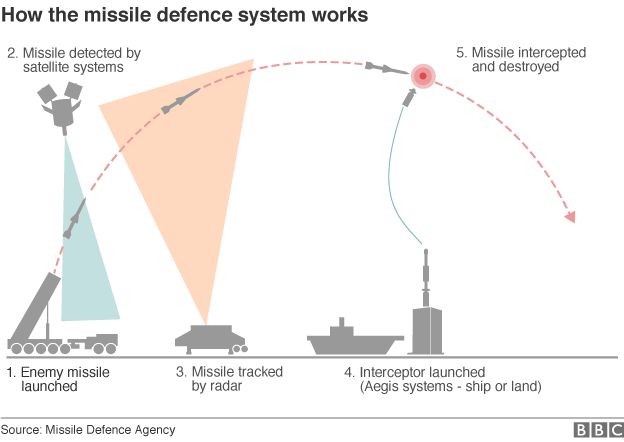 How the missile defence system works
2. Missile detected by
satellite systems
5. Missile intercepted
and destroyed
1. Enemy missile
launched
3. Missile tracked
by radar
4. Interceptor launched
(Aegis systems - ship or land)
Source: Missile Defence Agency
BBC